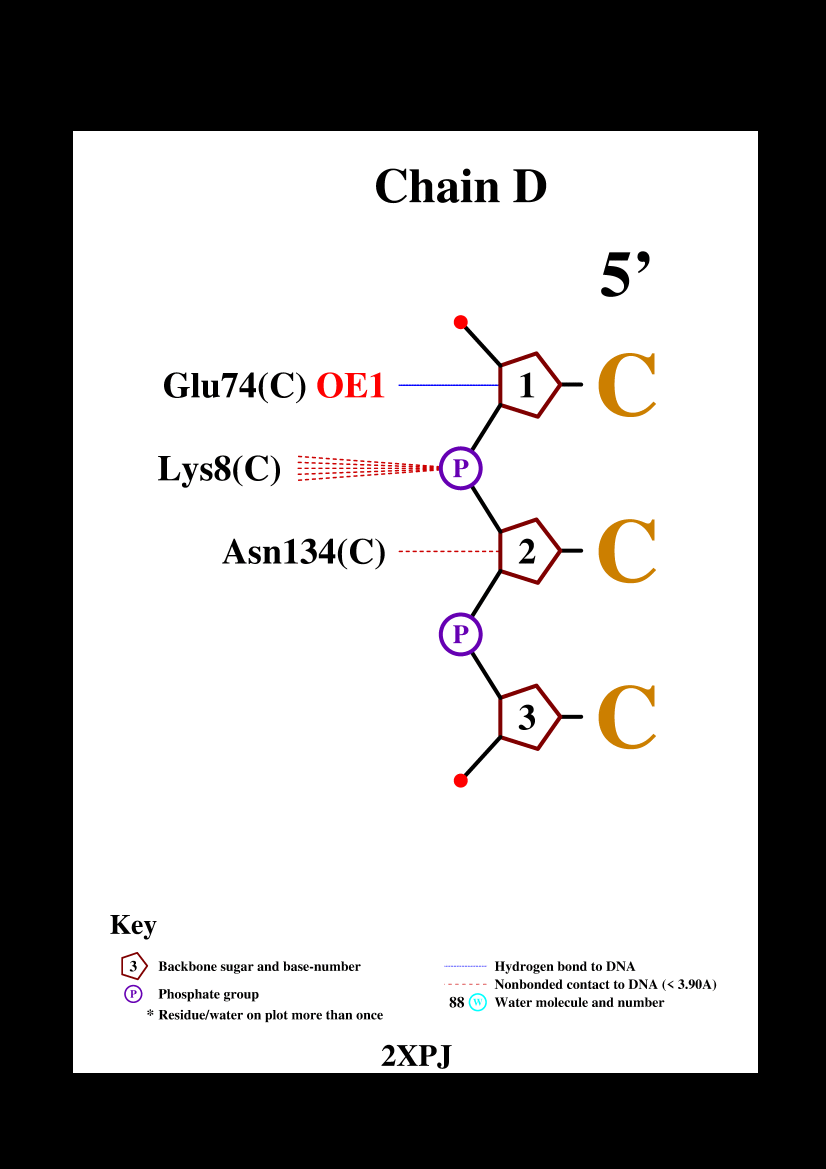 Chain D
5’
Glu74(C) OE1 1 C
Lys8(C) P
Asn134(C) 2 C
P
3 C
Key
3 Backbone sugar and base-number
P Phosphate group
* Residue/water on plot more than once
Hydrogen bond to DNA
Nonbonded contact to DNA (< 3.90A)
88 W Water molecule and number
2XPJ